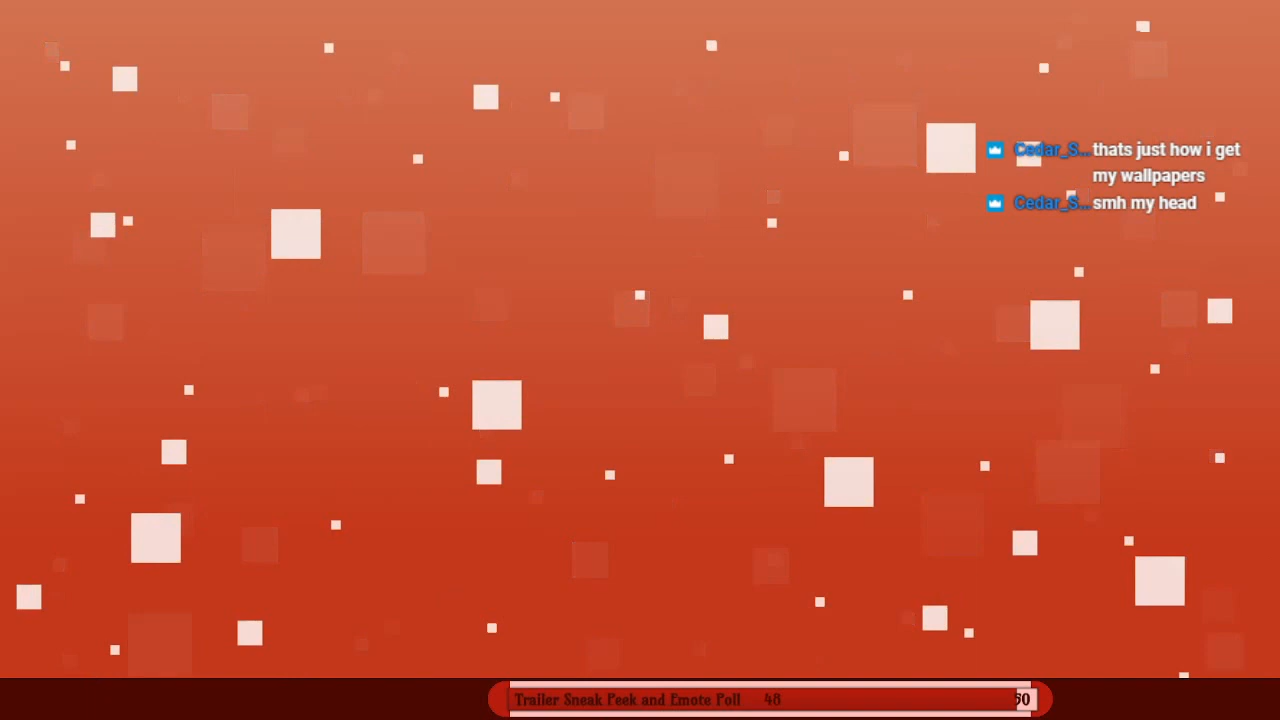 Cedar_S... thats just how i get
my wallpapers
Cedar_S... smh my head
Trailer Sneak Peek and Emote Poll 48 50